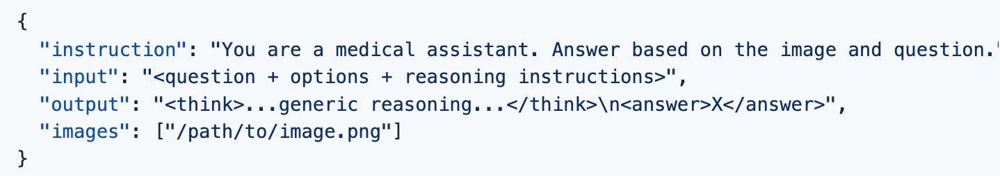 {
"instruction": "You are a medical assistant. Answer based on the image and question."
"input": "<question + options + reasoning instructions>",
"output": "<think>...generic reasoning...</think>\n<answer>X</answer>",
"images": ["/path/to/image.png"]
}